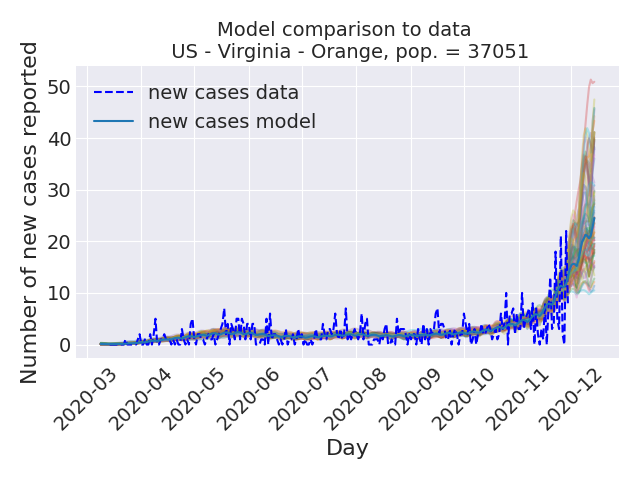 Model comparison to data
US - Virginia - Orange, pop. = 37051
Number of new cases reported
50
40
30
20
10
0
new cases data
new cases model
2020-03
2020-04
2020-05
2020-06
2020-07
2020-08
2020-09
2020-10
2020-11
2020-12
Day